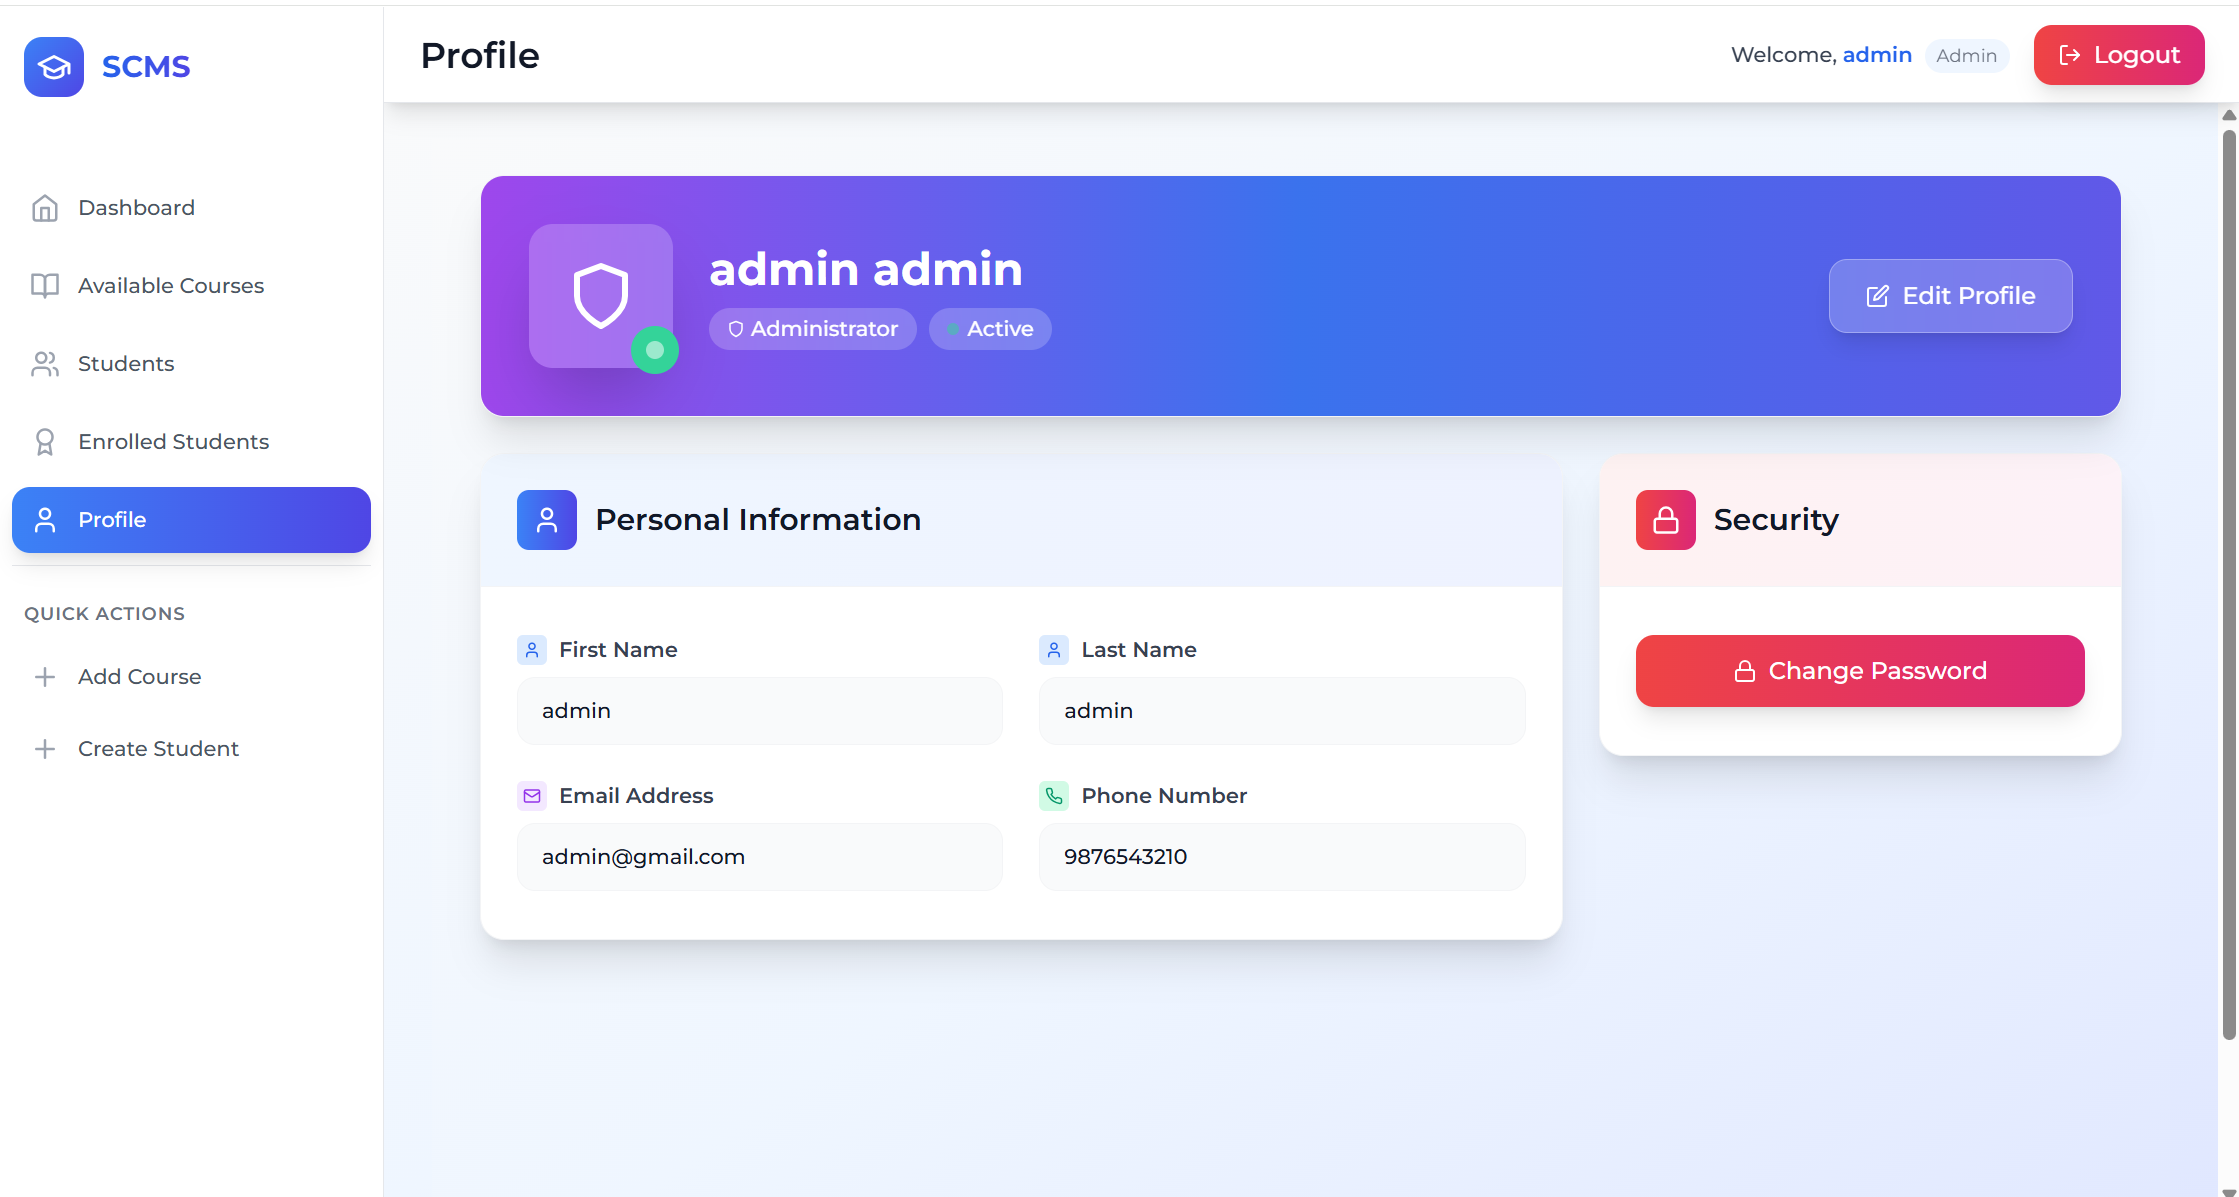 SCMS
Dashboard
Available Courses
Students
Enrolled Students
Profile
QUICK ACTIONS
Add Course
Create Student
Profile
Welcome, admin Admin
Logout
admin admin
Administrator Active
Edit Profile
Personal Information
First Name
admin
Last Name
admin
Email Address
admin@gmail.com
Phone Number
9876543210
Security
Change Password